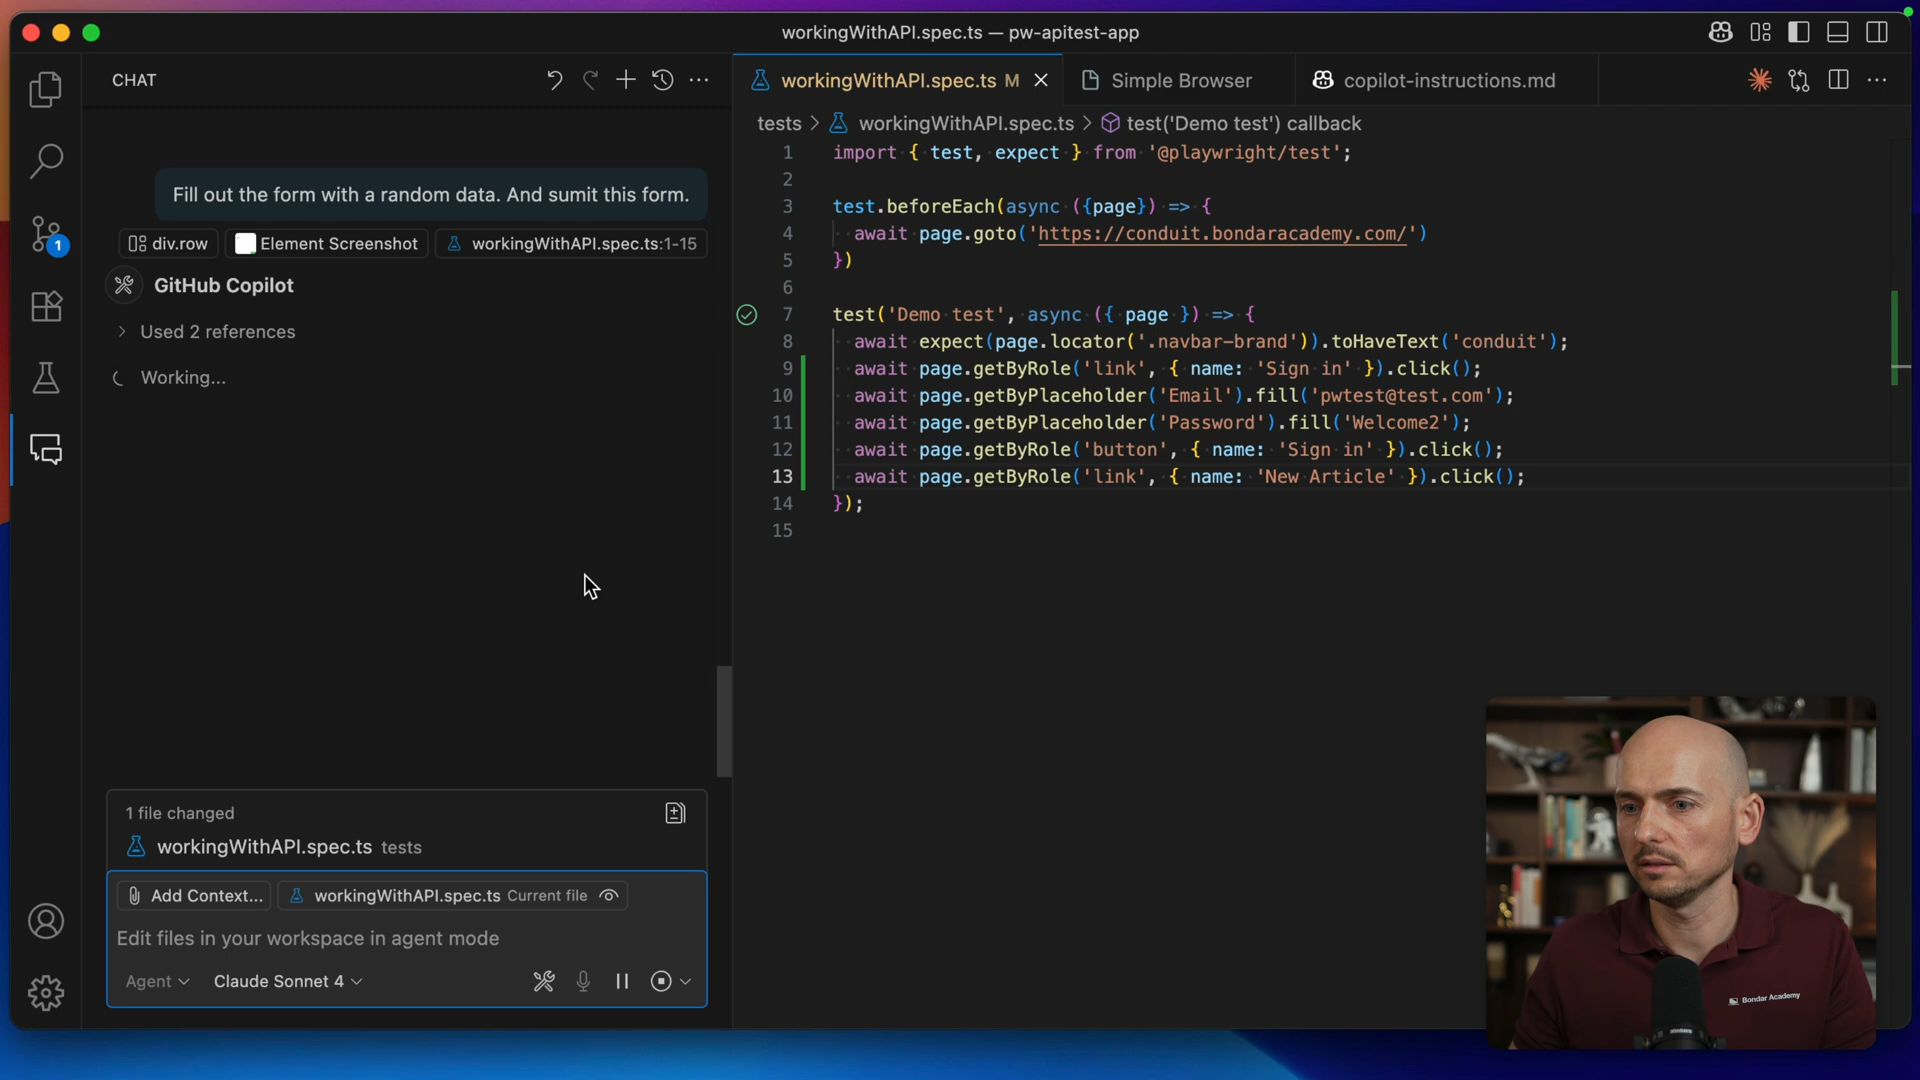 workingWithAPI.spec.ts — pw-apitest-app
CHAT
Fill out the form with a random data. And sumit this form.
div.row
Element Screenshot
workingWithAPI.spec.ts:1-15
GitHub Copilot
Used 2 references
Working...
1 file changed
workingWithAPI.spec.ts tests
Add Context...
workingWithAPI.spec.ts Current file
Edit files in your workspace in agent mode
Agent
Claude Sonnet 4
1
workingWithAPI.spec.ts M
Simple Browser
copilot-instructions.md
tests > workingWithAPI.spec.ts > test('Demo test') callback
1 import { test, expect } from '@playwright/test';
2
3 test.beforeEach(async ({page}) => {
4 await page.goto('https://conduit.bondaracademy.com/')
5 })
6
7 test('Demo test', async ({ page }) => {
8 await expect(page.locator('.navbar-brand')).toHaveText('conduit');
9 await page.getByRole('link', { name: 'Sign in' }).click();
10 await page.getByPlaceholder('Email').fill('pwtest@test.com');
11 await page.getByPlaceholder('Password').fill('Welcome2');
12 await page.getByRole('button', { name: 'Sign in' }).click();
13 await page.getByRole('link', { name: 'New Article' }).click();
14 });
15
Bondar Academy